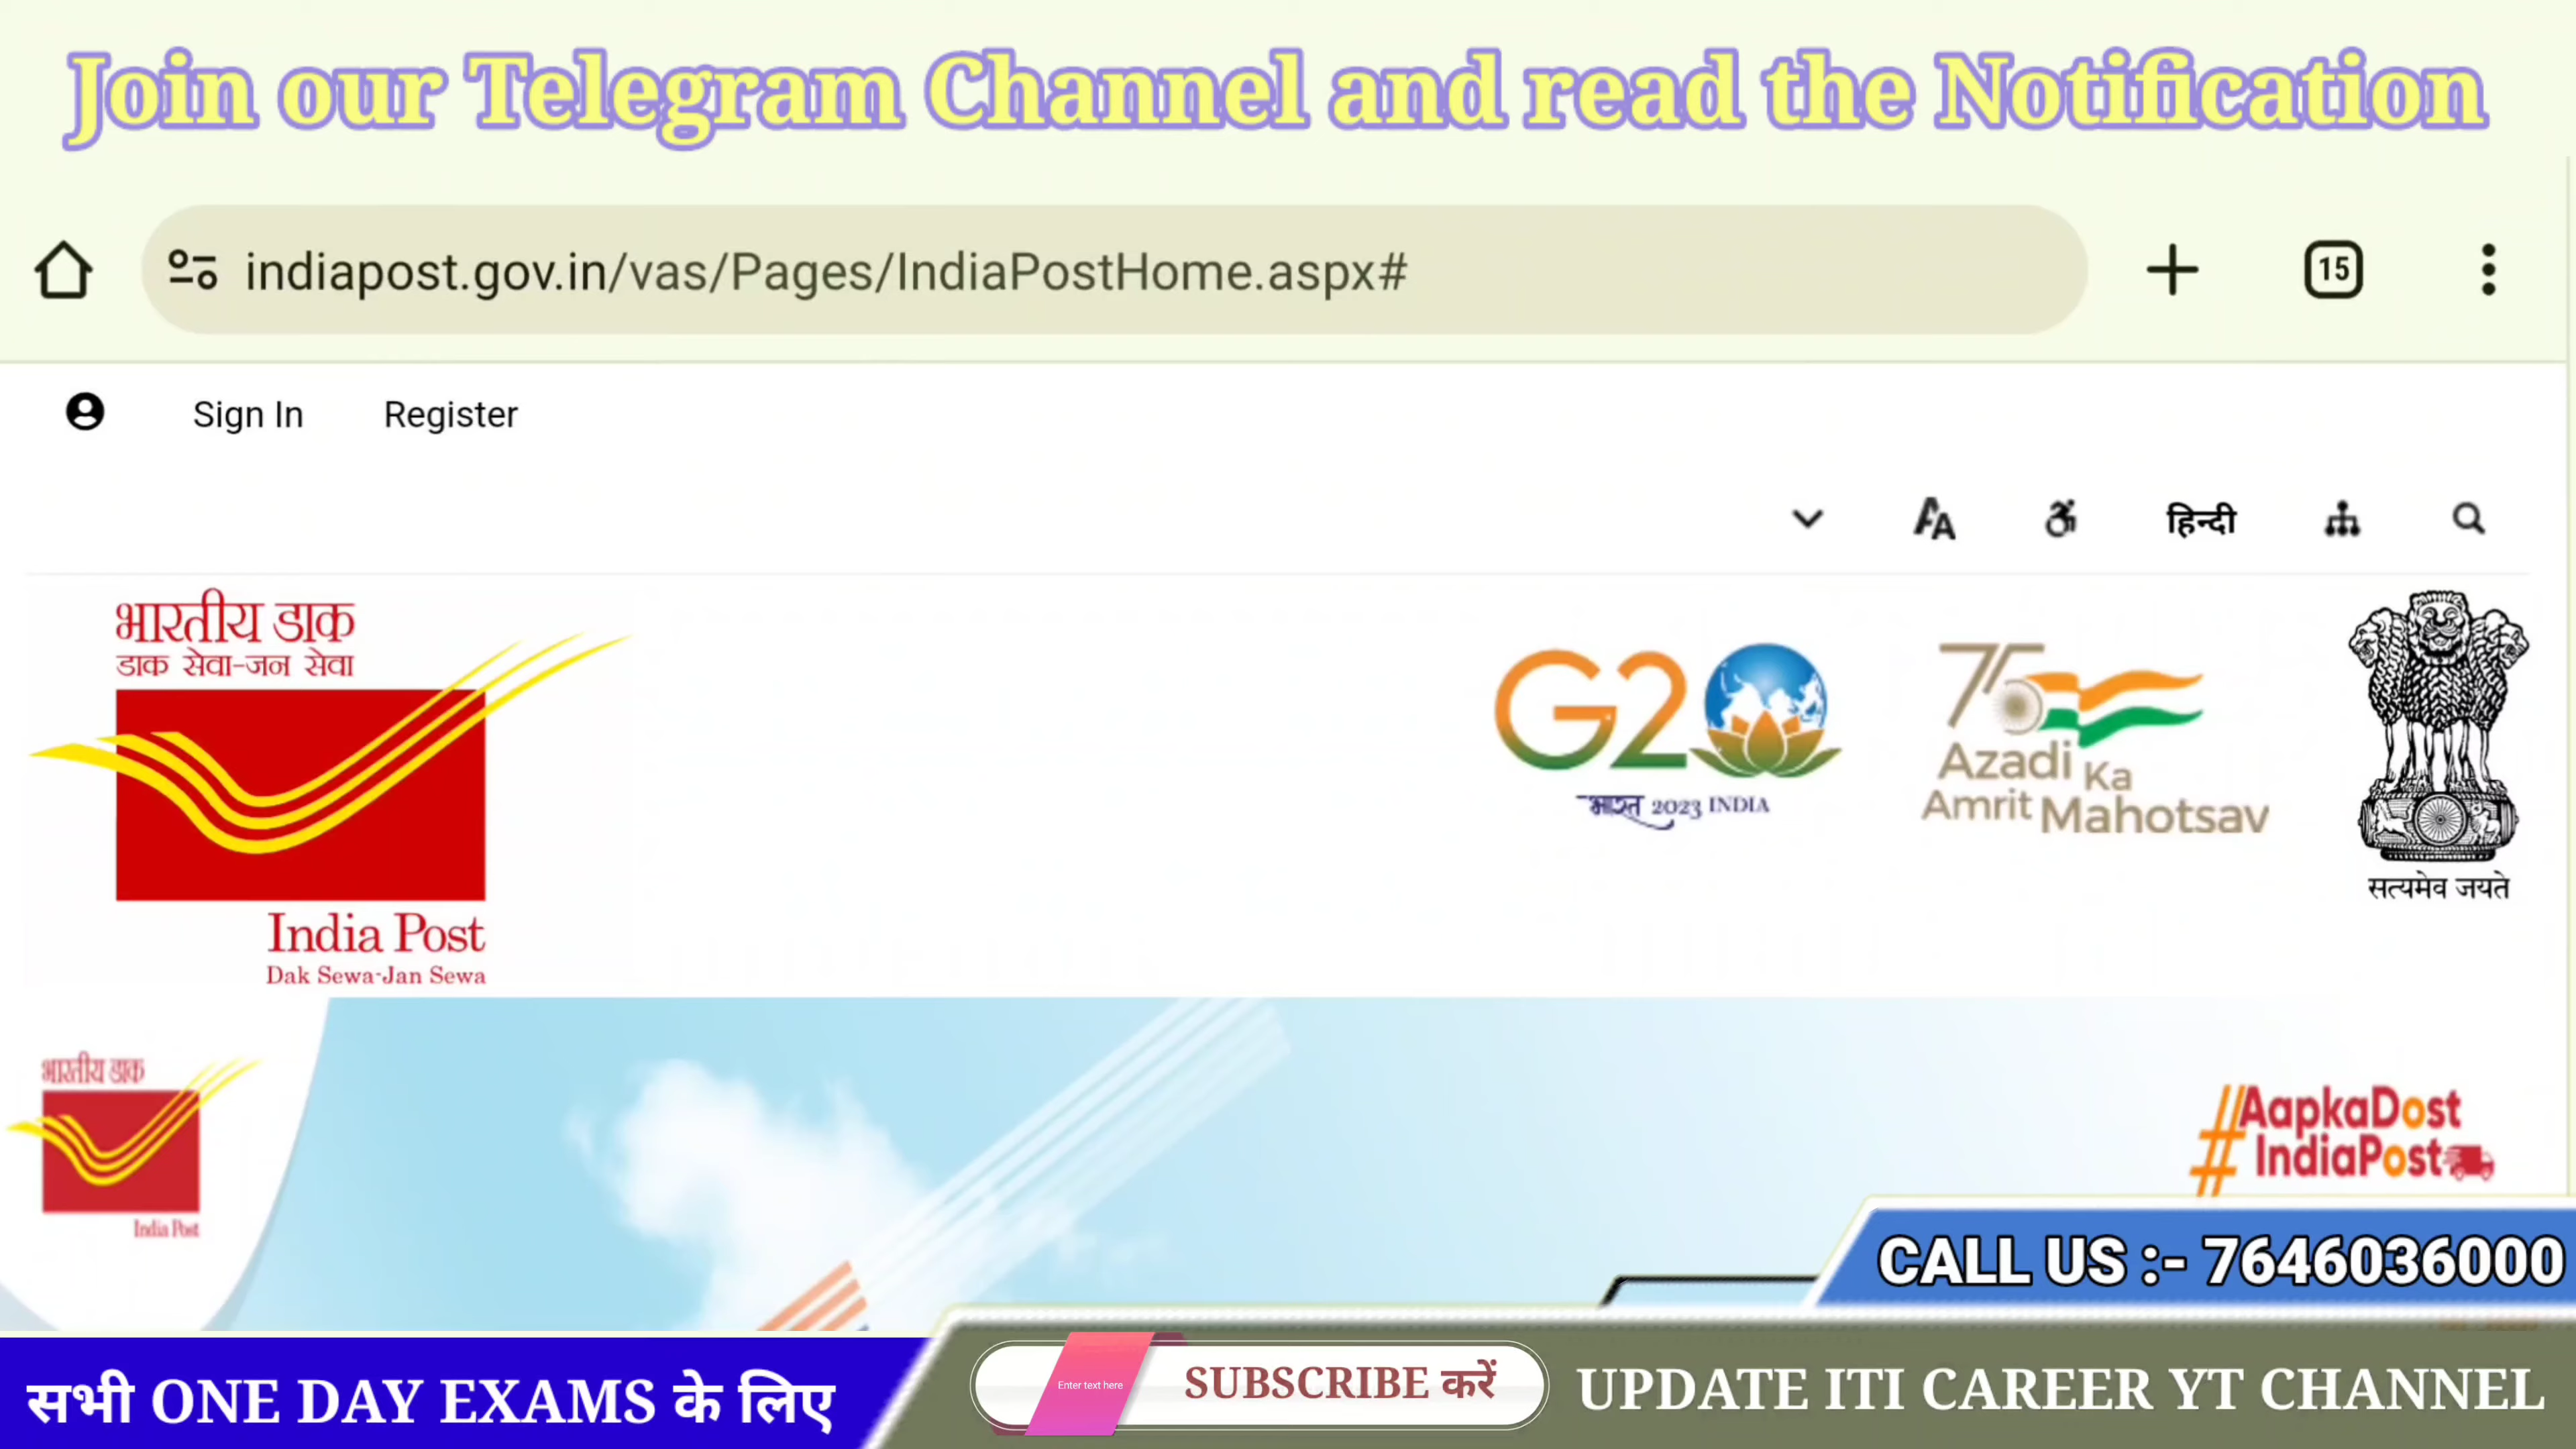 Join our Telegram Channel and read the Notification
indiapost.gov.in/vas/Pages/IndiaPostHome.aspx#
15
Sign In Register
AA हिन्दी
भारतीय डाक
डाक सेवा-जन सेवा
India Post
Dak Sewa-Jan Sewa
G20
भारत 2023 INDIA
75
Azadi Ka
Amrit Mahotsav
सत्यमेव जयते
भारतीय डाक
India Post
#AapkaDost
IndiaPost
CALL US :- 7646036000
सभी ONE DAY EXAMS के लिए
Enter text here
SUBSCRIBE करें
UPDATE ITI CAREER YT CHANNEL